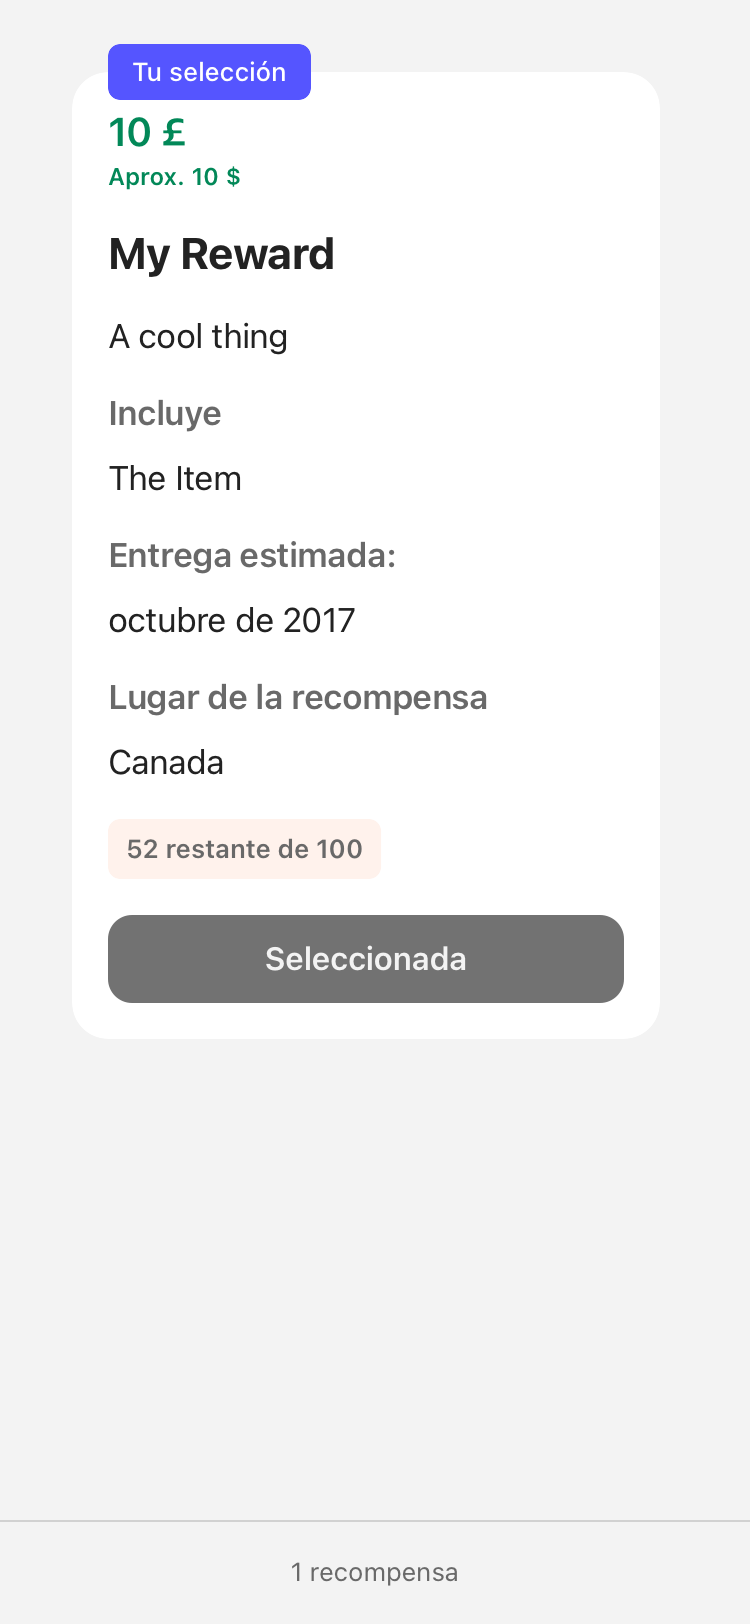 Tu selección
10 £
Aprox. 10 $
My Reward
A cool thing
Incluye
The Item
Entrega estimada:
octubre de 2017
Lugar de la recompensa
Canada
52 restante de 100
Seleccionada
1 recompensa